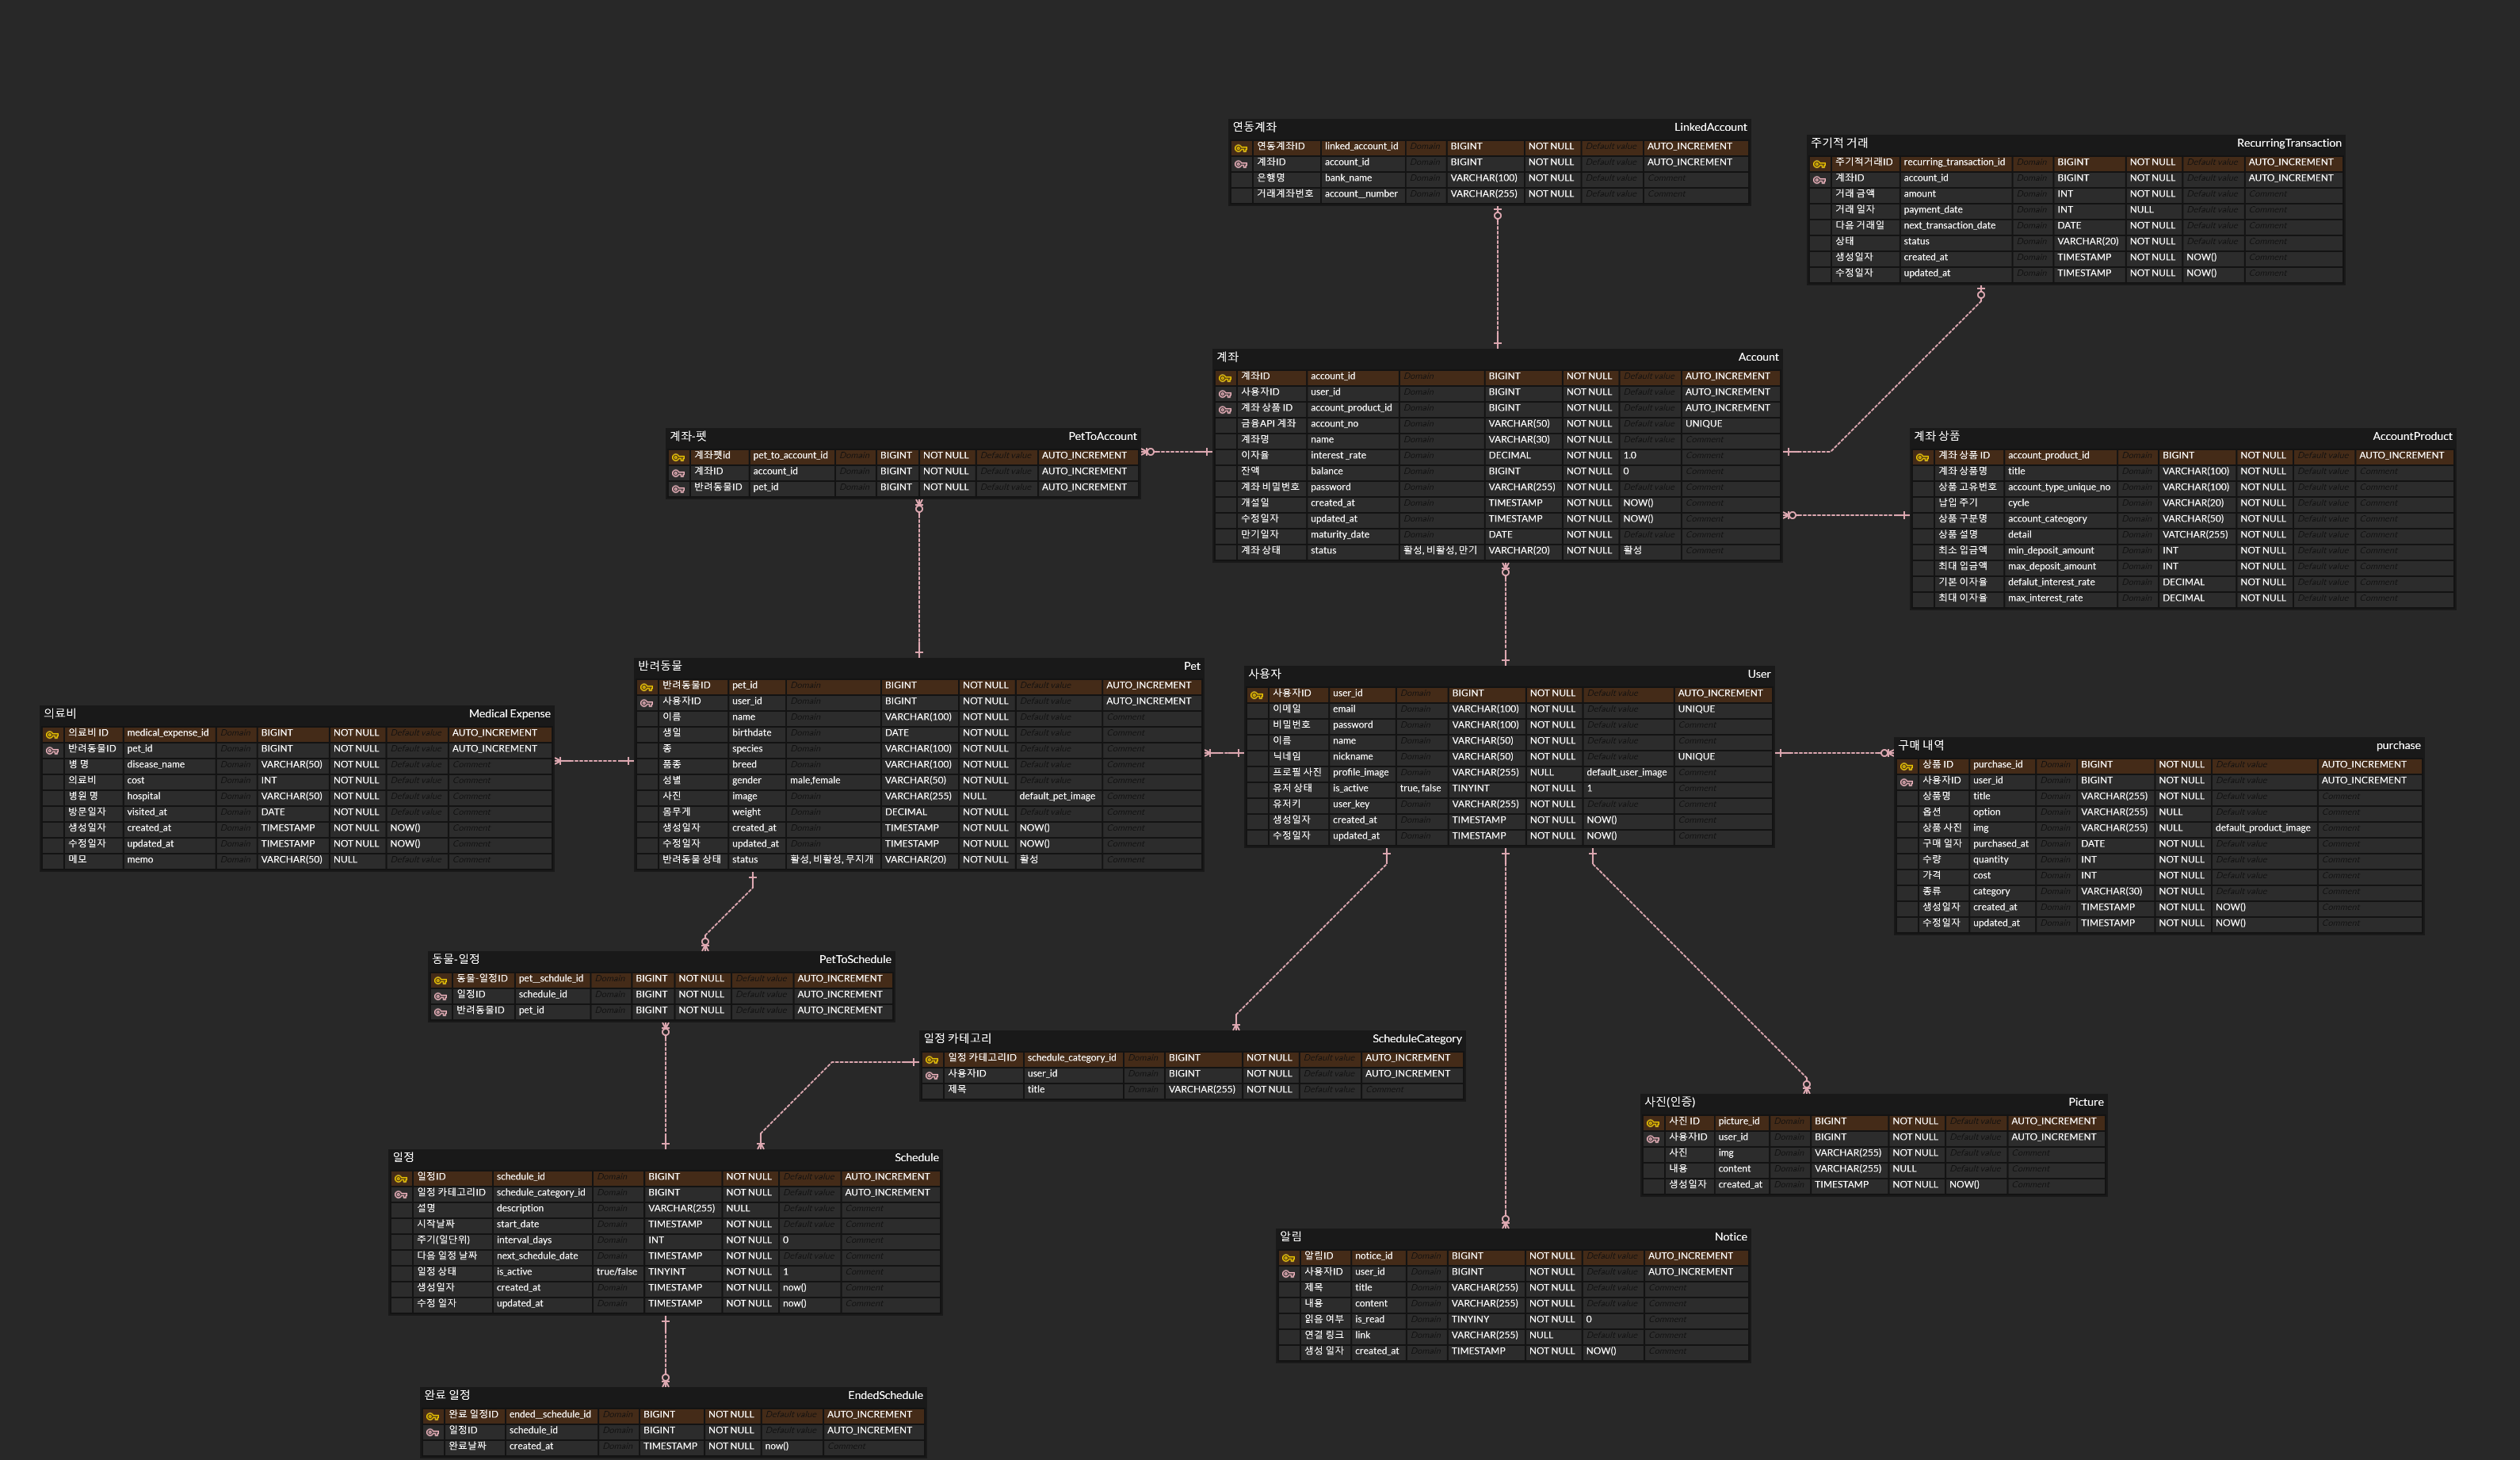 연동계좌 LinkedAccount
연동계좌ID linked_account_id Domain BIGINT NOT NULL Default value AUTO_INCREMENT
계좌ID account_id Domain BIGINT NOT NULL Default value AUTO_INCREMENT
은행명 bank_name Domain VARCHAR(100) NOT NULL Default value Comment
거래계좌번호 account__number Domain VARCHAR(255) NOT NULL Default value Comment
주기적 거래 RecurringTransaction
주기적거래ID recurring_transaction_id Domain BIGINT NOT NULL Default value AUTO_INCREMENT
계좌ID account_id Domain BIGINT NOT NULL Default value AUTO_INCREMENT
거래 금액 amount Domain INT NOT NULL Default value Comment
거래 일자 payment_date Domain INT NULL Default value Comment
다음 거래일 next_transaction_date Domain DATE NOT NULL Default value Comment
상태 status Domain VARCHAR(20) NOT NULL Default value Comment
생성일자 created_at Domain TIMESTAMP NOT NULL NOW() Comment
수정일자 updated_at Domain TIMESTAMP NOT NULL NOW() Comment
계좌 Account
계좌ID account_id Domain BIGINT NOT NULL Default value AUTO_INCREMENT
사용자ID user_id Domain BIGINT NOT NULL Default value AUTO_INCREMENT
계좌 상품 ID account_product_id Domain BIGINT NOT NULL Default value AUTO_INCREMENT
금융API 계좌 account_no Domain VARCHAR(50) NOT NULL Default value UNIQUE
계좌명 name Domain VARCHAR(30) NOT NULL Default value Comment
이자율 interest _rate Domain DECIMAL NOT NULL 1.0 Comment
잔액 balance Domain BIGINT NOT NULL 0 Comment
계좌 비밀번호 password Domain VARCHAR(255) NOT NULL Default value Comment
개설일 created_at Domain TIMESTAMP NOT NULL NOW() Comment
수정일자 updated_at Domain TIMESTAMP NOT NULL NOW() Comment
만기일자 maturity_date Domain DATE NOT NULL Default value Comment
계좌 상태 status 활성, 비활성, 만기 VARCHAR(20) NOT NULL 활성 Comment
계좌-펫 PetToAccount
계좌펫id pet_to_account_id Domain BIGINT NOT NULL Default value AUTO_INCREMENT
계좌ID account_id Domain BIGINT NOT NULL Default value AUTO_INCREMENT
반려동물ID pet_id Domain BIGINT NOT NULL Default value AUTO_INCREMENT
계좌 상품 AccountProduct
계좌 상품 ID account_product_id Domain BIGINT NOT NULL Default value AUTO_INCREMENT
계좌 상품명 title Domain VARCHAR(100) NOT NULL Default value Comment
상품 고유번호 account_type_unique_no Domain VARCHAR(100) NOT NULL Default value Comment
납입 주기 cycle Domain VARCHAR(20) NOT NULL Default value Comment
상품 구분명 account_cateogory Domain VARCHAR(50) NOT NULL Default value Comment
상품 설명 detail Domain VATCHAR(255) NOT NULL Default value Comment
최소 입금액 min_deposit_amount Domain INT NOT NULL Default value Comment
최대 입금액 max_deposit_amount Domain INT NOT NULL Default value Comment
기본 이자율 defalut_interest_rate Domain DECIMAL NOT NULL Default value Comment
최대 이자율 max_interest_rate Domain DECIMAL NOT NULL Default value Comment
반려동물 Pet
반려동물ID pet_id Domain BIGINT NOT NULL Default value AUTO_INCREMENT
사용자ID user_id Domain BIGINT NOT NULL Default value AUTO_INCREMENT
이름 name Domain VARCHAR(100) NOT NULL Default value Comment
생일 birthdate Domain DATE NOT NULL Default value Comment
종 species Domain VARCHAR(100) NOT NULL Default value Comment
품종 breed Domain VARCHAR(100) NOT NULL Default value Comment
성별 gender male,female VARCHAR(50) NOT NULL Default value Comment
사진 image Domain VARCHAR(255) NULL default_pet_image Comment
몸무게 weight Domain DECIMAL NOT NULL Default value Comment
생성일자 created_at Domain TIMESTAMP NOT NULL NOW() Comment
수정일자 updated_at Domain TIMESTAMP NOT NULL NOW() Comment
반려동물 상태 status 활성, 비활성, 무지개 VARCHAR(20) NOT NULL 활성 Comment
사용자 User
사용자ID user_id Domain BIGINT NOT NULL Default value AUTO_INCREMENT
이메일 email Domain VARCHAR(100) NOT NULL Default value UNIQUE
비밀번호 password Domain VARCHAR(100) NOT NULL Default value Comment
이름 name Domain VARCHAR(50) NOT NULL Default value Comment
닉네임 nickname Domain VARCHAR(50) NOT NULL Default value UNIQUE
프로필 사진 profile_image Domain VARCHAR(255) NULL default_user_image Comment
유저 상태 is_active true, false TINYINT NOT NULL 1 Comment
유저키 user_key Domain VARCHAR(255) NOT NULL Default value Comment
생성일자 created_at Domain TIMESTAMP NOT NULL NOW() Comment
수정일자 updated_at Domain TIMESTAMP NOT NULL NOW() Comment
의료비 Medical Expense
의료비 ID medical_expense_id Domain BIGINT NOT NULL Default value AUTO_INCREMENT
반려동물ID pet_id Domain BIGINT NOT NULL Default value AUTO_INCREMENT
병 명 disease_name Domain VARCHAR(50) NOT NULL Default value Comment
의료비 cost Domain INT NOT NULL Default value Comment
병원 명 hospital Domain VARCHAR(50) NOT NULL Default value Comment
방문일자 visited_at Domain DATE NOT NULL Default value Comment
생성일자 created_at Domain TIMESTAMP NOT NULL NOW() Comment
수정일자 updated_at Domain TIMESTAMP NOT NULL NOW() Comment
메모 memo Domain VARCHAR(50) NULL Default value Comment
구매 내역 purchase
상품 ID purchase_id Domain BIGINT NOT NULL Default value AUTO_INCREMENT
사용자ID user_id Domain BIGINT NOT NULL Default value AUTO_INCREMENT
상품명 title Domain VARCHAR(255) NOT NULL Default value Comment
옵션 option Domain VARCHAR(255) NULL Default value Comment
상품 사진 img Domain VARCHAR(255) NULL default_product_image Comment
구매 일자 purchased_at Domain DATE NOT NULL Default value Comment
수량 quantity Domain INT NOT NULL Default value Comment
가격 cost Domain INT NOT NULL Default value Comment
종류 category Domain VARCHAR(30) NOT NULL Default value Comment
생성일자 created_at Domain TIMESTAMP NOT NULL NOW() Comment
수정일자 updated_at Domain TIMESTAMP NOT NULL NOW() Comment
동물-일정 PetToSchedule
동물-일정ID pet__schdule_id Domain BIGINT NOT NULL Default value AUTO_INCREMENT
일정ID schedule_id Domain BIGINT NOT NULL Default value AUTO_INCREMENT
반려동물ID pet_id Domain BIGINT NOT NULL Default value AUTO_INCREMENT
일정 카테고리 ScheduleCategory
일정 카테고리ID schedule_category_id Domain BIGINT NOT NULL Default value AUTO_INCREMENT
사용자ID user_id Domain BIGINT NOT NULL Default value AUTO_INCREMENT
제목 title Domain VARCHAR(255) NOT NULL Default value Comment
사진(인증) Picture
사진 ID picture_id Domain BIGINT NOT NULL Default value AUTO_INCREMENT
사용자ID user_id Domain BIGINT NOT NULL Default value AUTO_INCREMENT
사진 img Domain VARCHAR(255) NOT NULL Default value Comment
내용 content Domain VARCHAR(255) NULL Default value Comment
생성일자 created_at Domain TIMESTAMP NOT NULL NOW() Comment
일정 Schedule
일정ID schedule_id Domain BIGINT NOT NULL Default value AUTO_INCREMENT
일정 카테고리ID schedule_category_id Domain BIGINT NOT NULL Default value AUTO_INCREMENT
설명 description Domain VARCHAR(255) NULL Default value Comment
시작날짜 start_date Domain TIMESTAMP NOT NULL Default value Comment
주기(일단위) interval_days Domain INT NOT NULL 0 Comment
다음 일정 날짜 next_schedule_date Domain TIMESTAMP NOT NULL Default value Comment
일정 상태 is_active true/false TINYINT NOT NULL 1 Comment
생성일자 created_at Domain TIMESTAMP NOT NULL now() Comment
수정 일자 updated_at Domain TIMESTAMP NOT NULL now() Comment
알림 Notice
알림ID notice_id Domain BIGINT NOT NULL Default value AUTO_INCREMENT
사용자ID user_id Domain BIGINT NOT NULL Default value AUTO_INCREMENT
제목 title Domain VARCHAR(255) NOT NULL Default value Comment
내용 content Domain VARCHAR(255) NOT NULL Default value Comment
읽음 여부 is_read Domain TINYINY NOT NULL 0 Comment
연결 링크 link Domain VARCHAR(255) NULL Default value Comment
생성 일자 created_at Domain TIMESTAMP NOT NULL NOW() Comment
완료 일정 EndedSchedule
완료 일정ID ended__schedule_id Domain BIGINT NOT NULL Default value AUTO_INCREMENT
일정ID schedule_id Domain BIGINT NOT NULL Default value AUTO_INCREMENT
완료날짜 created_at Domain TIMESTAMP NOT NULL now() Comment